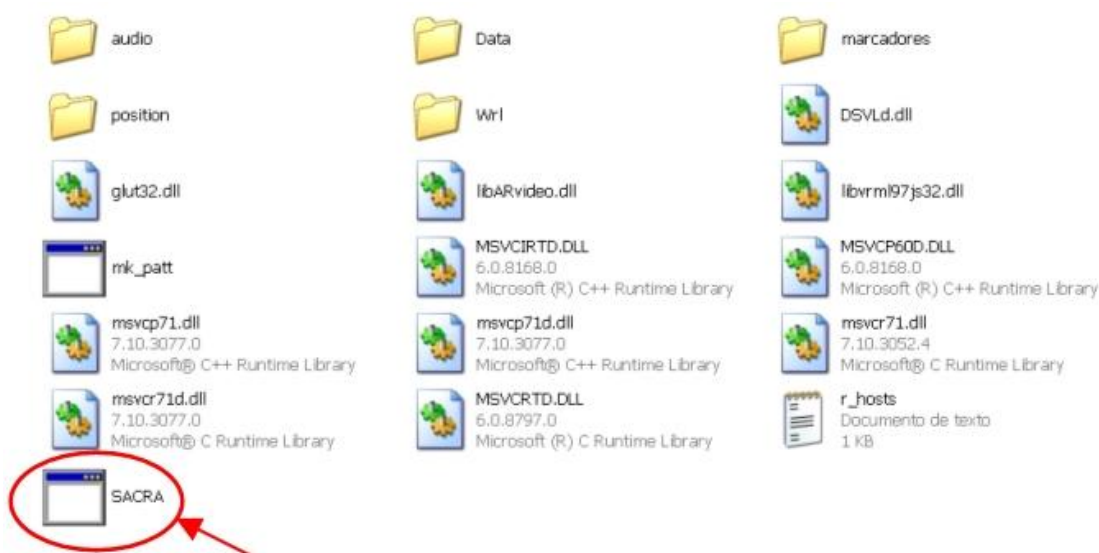 audio
Data
marcadores
position
Wrl
DSVLd.dll
glut32.dll
libARvideo.dll
libvrml97js32.dll
mk_patt
MSVCIRTD.DLL
6.0.8168.0
Microsoft (R) C++ Runtime Library
MSVCP60D.DLL
6.0.8168.0
Microsoft (R) C++ Runtime Library
msvcp71.dll
7.10.3077.0
Microsoft® C++ Runtime Library
msvcp71d.dll
7.10.3077.0
Microsoft® C++ Runtime Library
msvcr71.dll
7.10.3052.4
Microsoft® C Runtime Library
msvcr71d.dll
7.10.3077.0
Microsoft® C Runtime Library
MSVCRTD.DLL
6.0.8797.0
Microsoft (R) C Runtime Library
r_hosts
Documento de texto
1 KB
SACRA